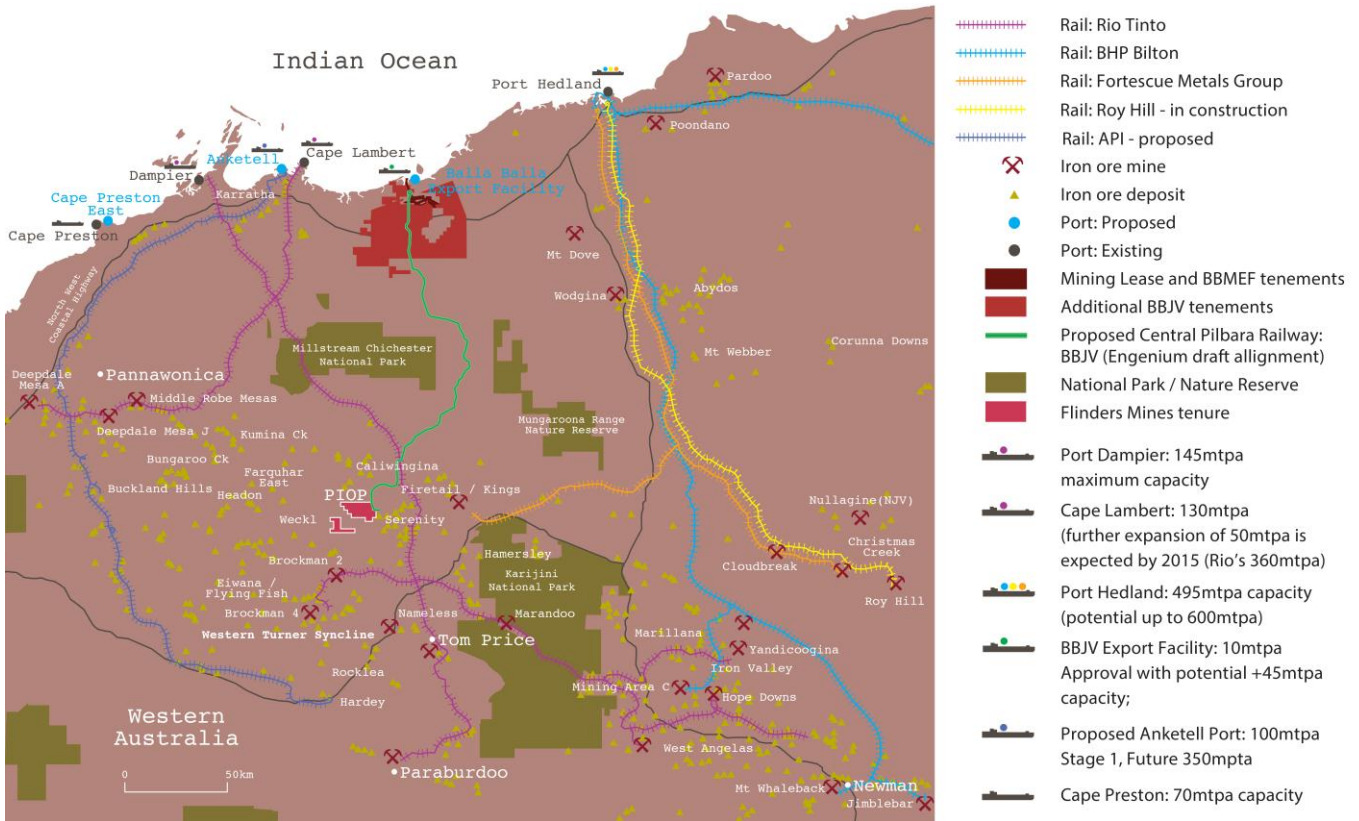 Indian Ocean
Port Hedland
Pardoo
Poondano
Cape Lambert
Anketell
Dampier
Karratha
Balla Balla
Export Facility
Cape Preston
East
Cape Preston
Mt Dove
North West
Coastal Highway
Wodgina
Abydos
Corunna Downs
Mt Webber
Millstream Chichester
National Park
Deepdale
Mesa A
Pannawonica
Middle Robe Mesas
Deepdale Mesa J
Kumina Ck
Mungaroona Range
Nature Reserve
Bungaroo Ck
Farquhar
East
Caliwingina
Buckland Hills
Headon
Firetail / Kings
PIOP
Weckl
Serenity
Nullagine(NJV)
Christmas
Creek
Cloudbreak
Roy Hill
Hamersley
Karijini
National Park
Brockman 2
Eiwana /
Flying Fish
Brockman 4
Nameless
Marandoo
Western Turner Syncline
Tom Price
Marillana
Yandicoogina
Iron Valley
Rocklea
Mining Area C
Hope Downs
Hardey
Western
Australia
West Angelas
0
50km
Paraburdoo
Mt Whaleback
Newman
Jimblebar
Rail: Rio Tinto
Rail: BHP Bilton
Rail: Fortescue Metals Group
Rail: Roy Hill - in construction
Rail: API - proposed
Iron ore mine
Iron ore deposit
Port: Proposed
Port: Existing
Mining Lease and BBMEF tenements
Additional BBJV tenements
Proposed Central Pilbara Railway:
BBJV (Engenium draft allignment)
National Park / Nature Reserve
Flinders Mines tenure
Port Dampier: 145mtpa
maximum capacity
Cape Lambert: 130mtpa
(further expansion of 50mtpa is
expected by 2015 (Rio's 360mtpa)
Port Hedland: 495mtpa capacity
(potential up to 600mtpa)
BBJV Export Facility: 10mtpa
Approval with potential +45mtpa
capacity;
Proposed Anketell Port: 100mtpa
Stage 1, Future 350mpta
Cape Preston: 70mtpa capacity